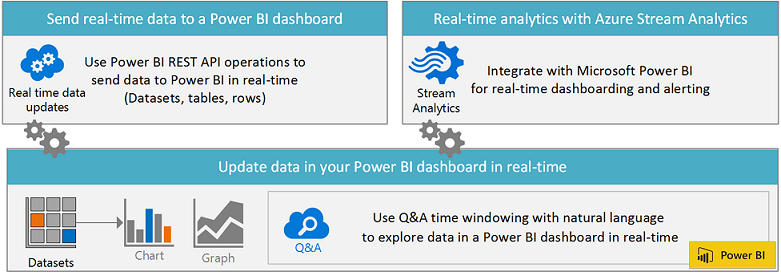 Send real-time data to a Power BI dashboard
Real time data
updates
Use Power BI REST API operations to
send data to Power BI in real-time
(Datasets, tables, rows)
Real-time analytics with Azure Stream Analytics
Stream
Analytics
Integrate with Microsoft Power BI
for real-time dashboarding and alerting
Update data in your Power BI dashboard in real-time
Datasets
Chart
Graph
Q&A
Use Q&A time windowing with natural language
to explore data in a Power BI dashboard in real-time
Power BI